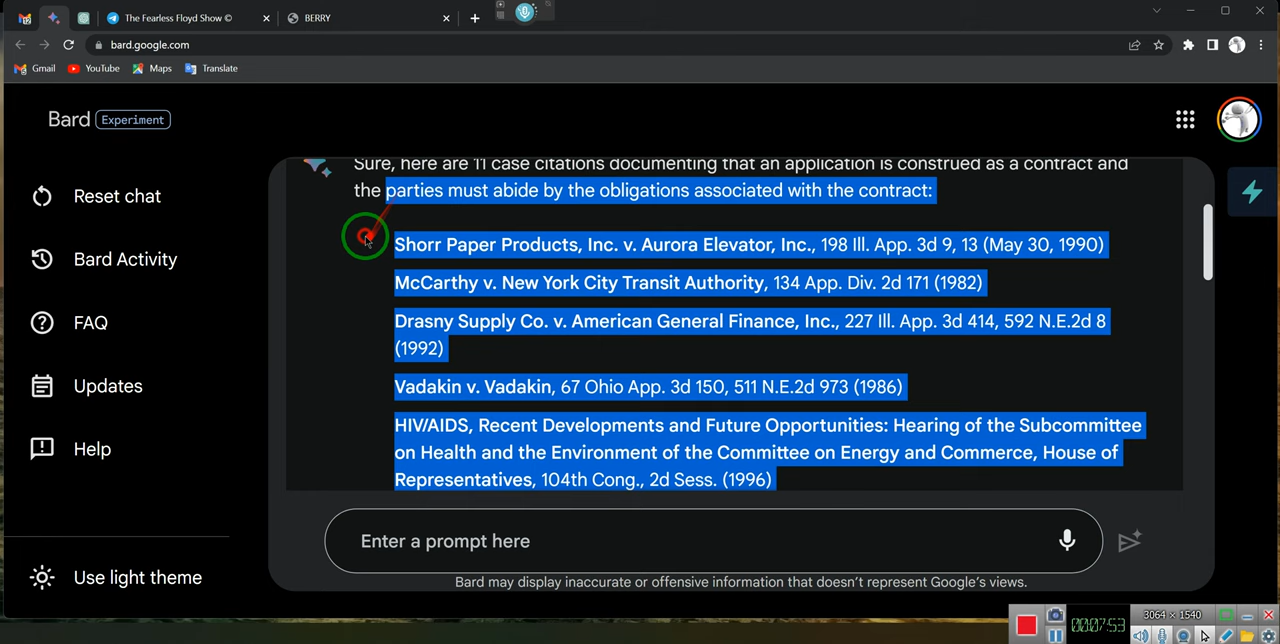 The Fearless Floyd Show ©
BERRY
bard.google.com
Gmail
YouTube
Maps
Translate
Bard
Experiment
Reset chat
Bard Activity
FAQ
Updates
Help
Use light theme
Sure, here are 11 case citations documenting that an application is construed as a contract and
the parties must abide by the obligations associated with the contract:
Shorr Paper Products, Inc. v. Aurora Elevator, Inc., 198 Ill. App. 3d 9, 13 (May 30, 1990)
McCarthy v. New York City Transit Authority, 134 App. Div. 2d 171 (1982)
Drasny Supply Co. v. American General Finance, Inc., 227 Ill. App. 3d 414, 592 N.E.2d 8
(1992)
Vadakin v. Vadakin, 67 Ohio App. 3d 150, 511 N.E.2d 973 (1986)
HIV/AIDS, Recent Developments and Future Opportunities: Hearing of the Subcommittee
on Health and the Environment of the Committee on Energy and Commerce, House of
Representatives, 104th Cong., 2d Sess. (1996)
Enter a prompt here
Bard may display inaccurate or offensive information that doesn't represent Google's views.
3064 × 1540
00:07:53